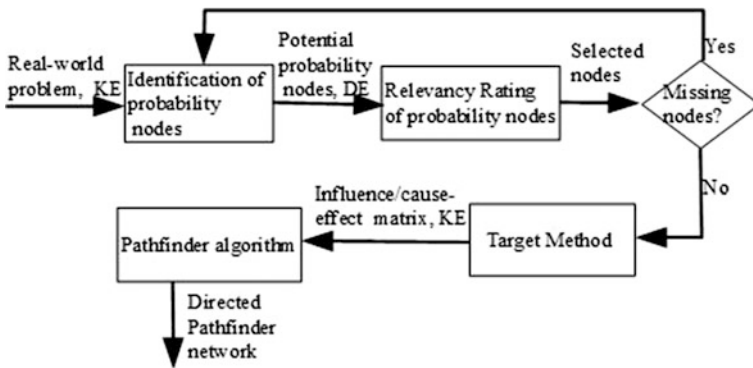 Real-world
problem, KE
Identification of
probability
nodes
Potential
probability
nodes, DE
Relevancy Rating
of probability nodes
Selected
nodes
Missing
nodes?
Yes
No
Target Method
Influence/cause-
effect matrix, KE
Pathfinder algorithm
Directed
Pathfinder
network